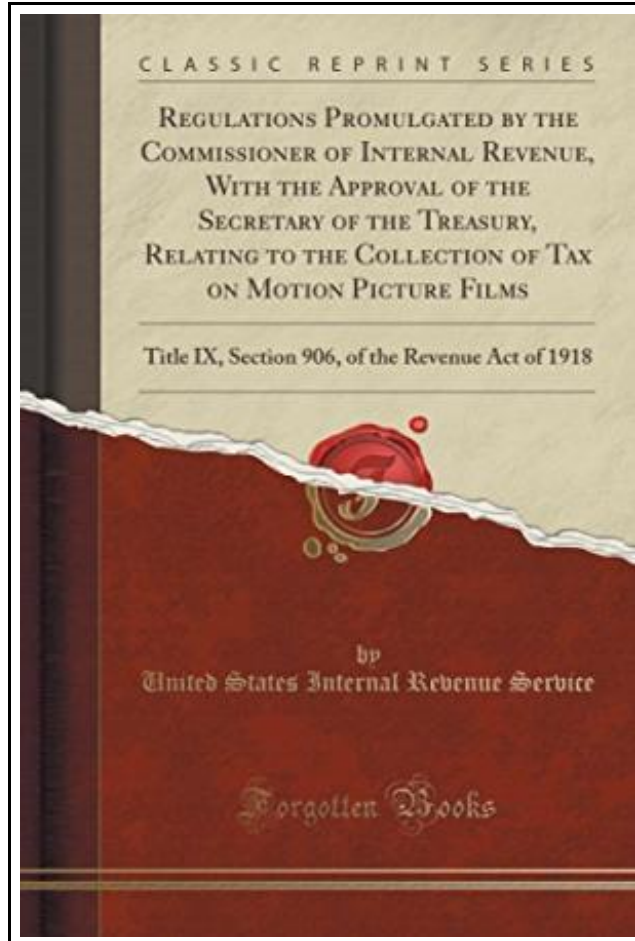 CLASSIC REPRINT SERIES
REGULATIONS PROMULGATED BY THE
COMMISSIONER OF INTERNAL REVENUE,
WITH THE APPROVAL OF THE
SECRETARY OF THE TREASURY,
RELATING TO THE COLLECTION OF TAX
ON MOTION PICTURE FILMS
Title IX, Section 906, of the Revenue Act of 1918
by
United States Internal Revenue Service
Forgotten Books